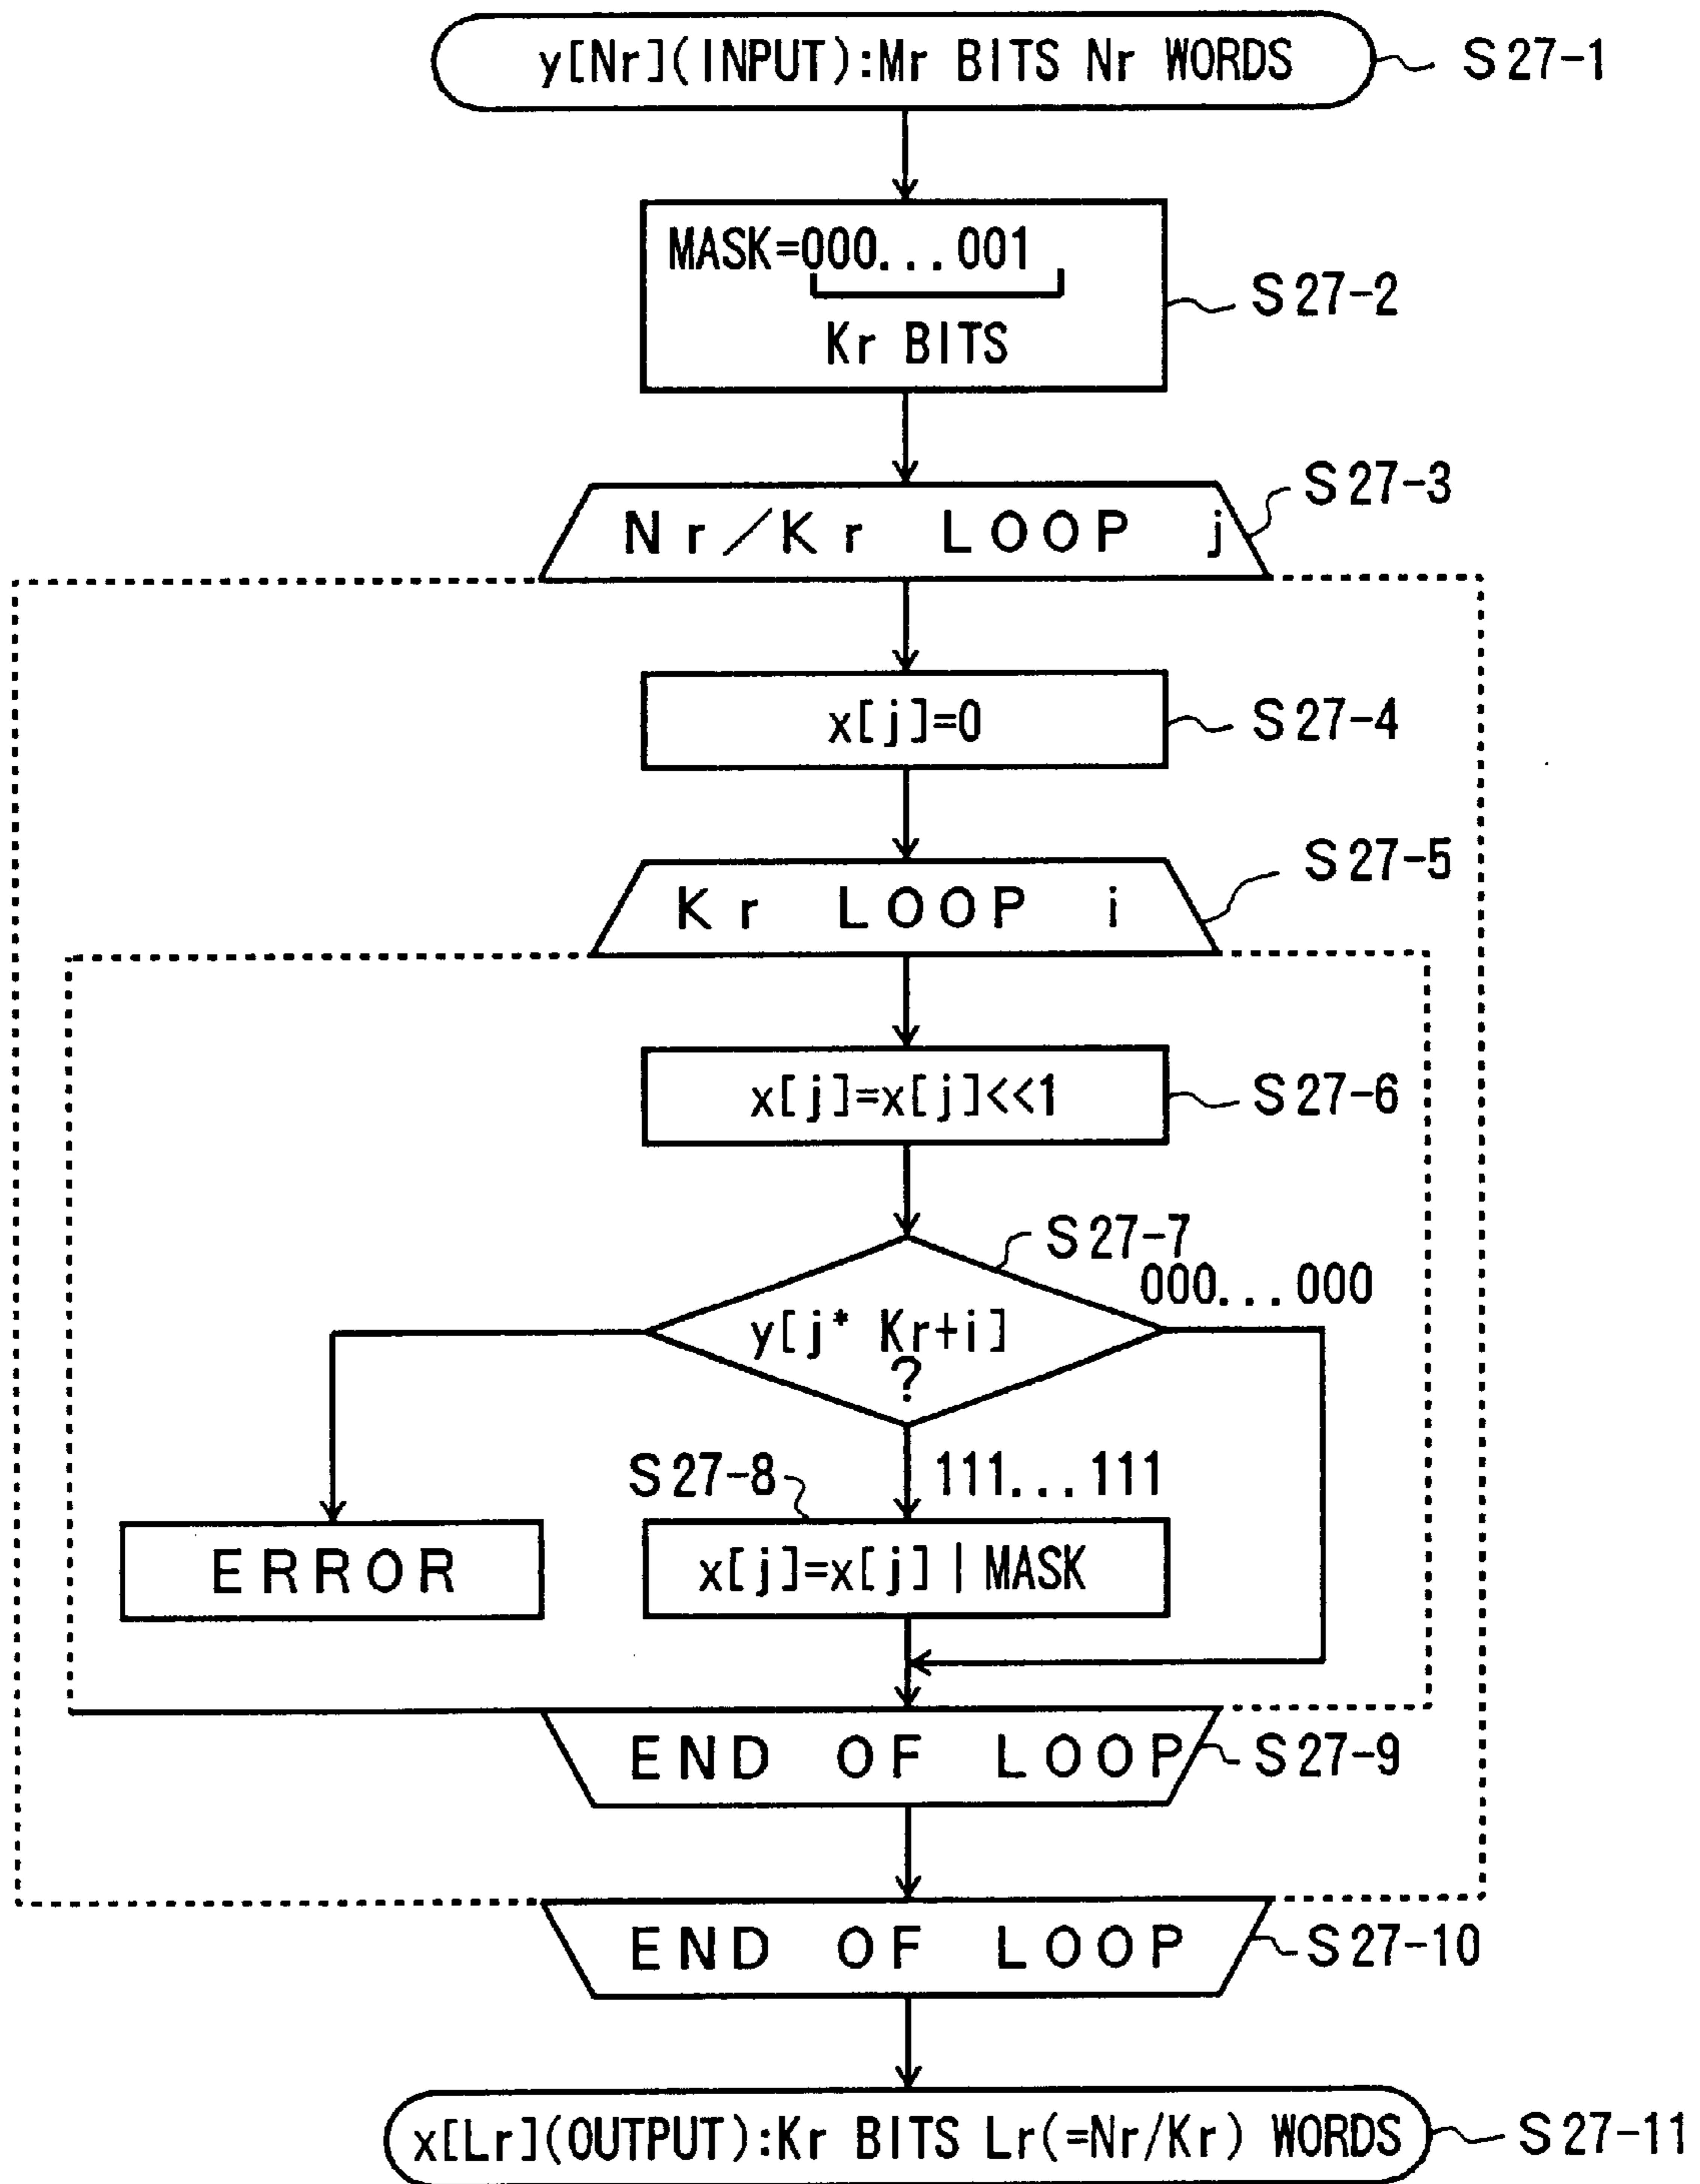 y[Nr](INPUT):Mr BITS Nr WORDS
S27-1
MASK=000...001
Kr BITS
S27-2
Nr/Kr LOOP j
S27-3
x[j]=0
S27-4
Kr LOOP i
S27-5
x[j]=x[j]<<1
S27-6
S27-7
000...000
y[j* Kr+i]
?
S27-8
111...111
ERROR
x[j]=x[j]|MASK
END OF LOOP
S27-9
END OF LOOP
S27-10
x[Lr](OUTPUT):Kr BITS Lr(=Nr/Kr) WORDS
S27-11